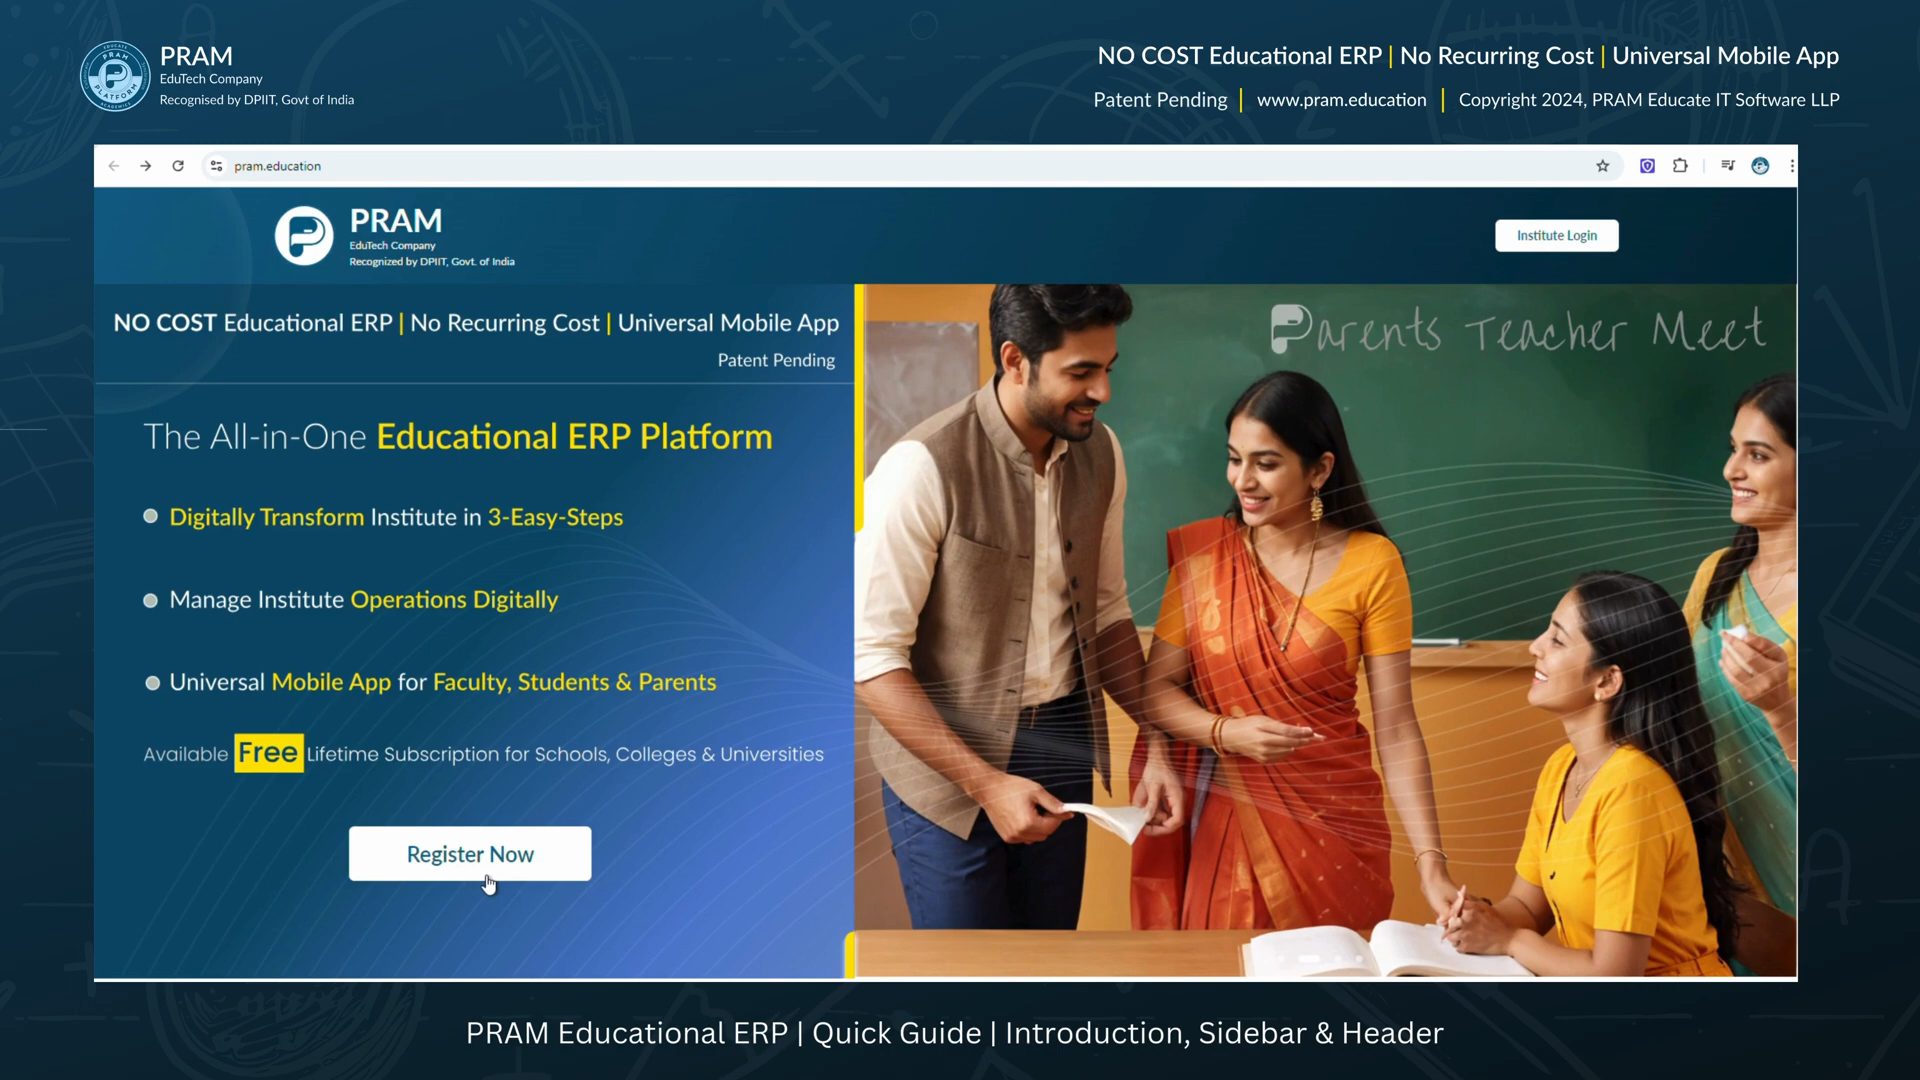 PRAM
EduTech Company
Recognised by DPIIT, Govt of India
NO COST Educational ERP | No Recurring Cost | Universal Mobile App
Patent Pending | www.pram.education | Copyright 2024, PRAM Educate IT Software LLP
pram.education
PRAM
EduTech Company
Recognized by DPIIT, Govt. of India
Institute Login
NO COST Educational ERP | No Recurring Cost | Universal Mobile App
Patent Pending
Parents Teacher Meet
The All-in-One Educational ERP Platform
Digitally Transform Institute in 3-Easy-Steps
Manage Institute Operations Digitally
Universal Mobile App for Faculty, Students & Parents
Available Free Lifetime Subscription for Schools, Colleges & Universities
Register Now
PRAM Educational ERP | Quick Guide | Introduction, Sidebar & Header